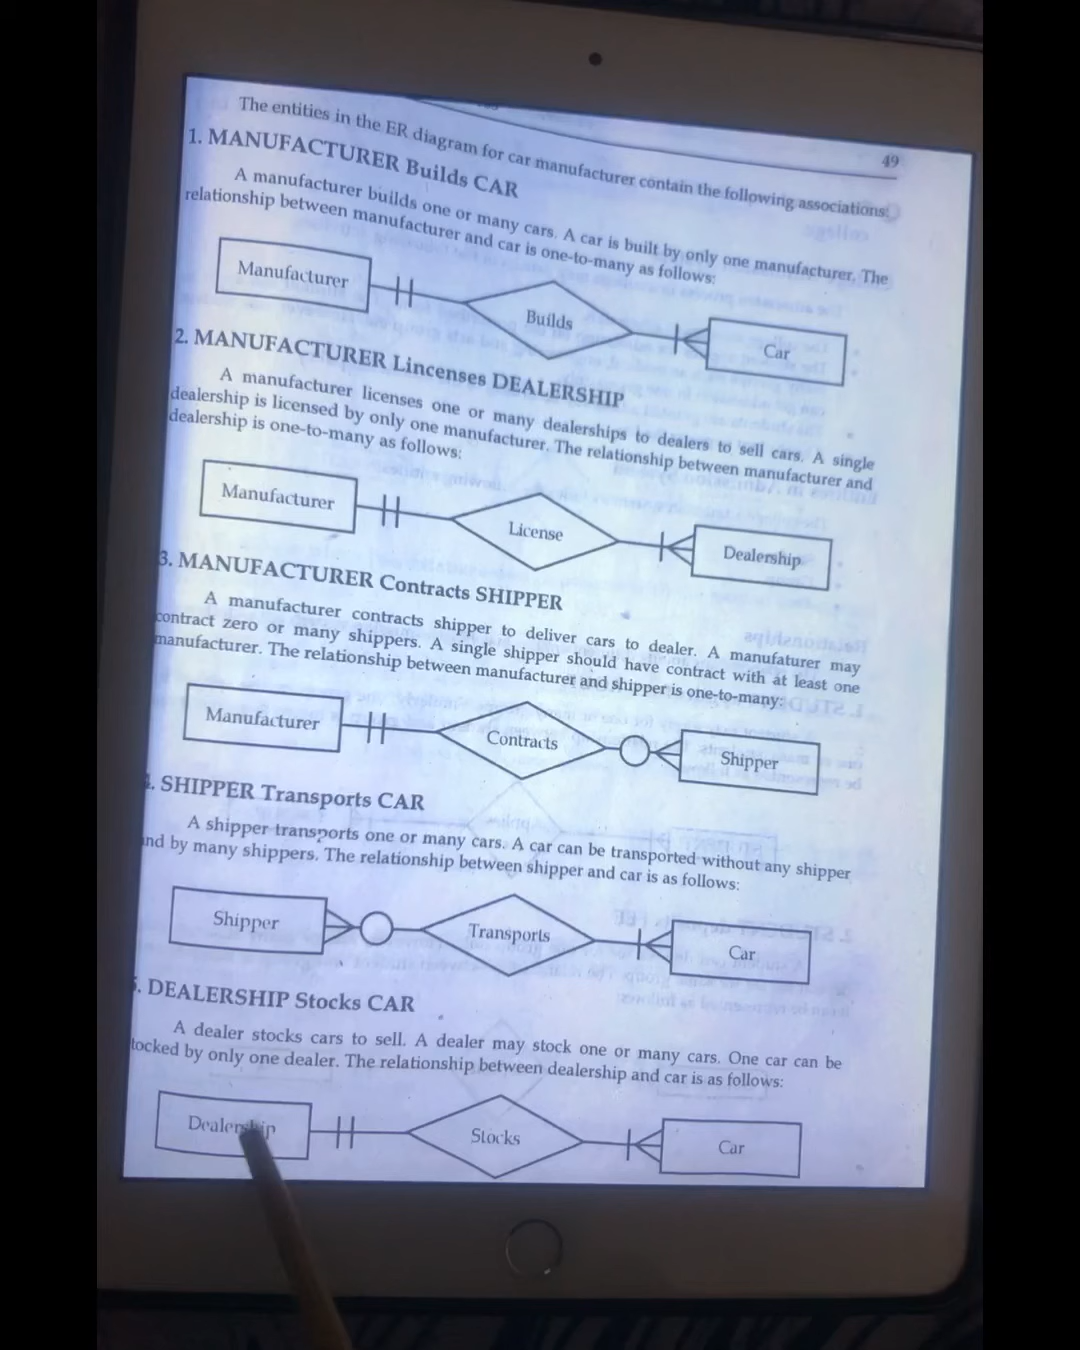 49
The entities in the ER diagram for car manufacturer contain the following associations:
1. MANUFACTURER Builds CAR
A manufacturer builds one or many cars. A car is built by only one manufacturer. The
relationship between manufacturer and car is one-to-many as follows:
Manufacturer
Builds
Car
2. MANUFACTURER Lincenses DEALERSHIP
A manufacturer licenses one or many dealerships to dealers to sell cars. A single
dealership is licensed by only one manufacturer. The relationship between manufacturer and
dealership is one-to-many as follows:
Manufacturer
License
Dealership
3. MANUFACTURER Contracts SHIPPER
A manufacturer contracts shipper to deliver cars to dealer. A manufaturer may
contract zero or many shippers. A single shipper should have contract with at least one
manufacturer. The relationship between manufacturer and shipper is one-to-many:
Manufacturer
Contracts
Shipper
. SHIPPER Transports CAR
A shipper transports one or many cars. A car can be transported without any shipper
nd by many shippers. The relationship between shipper and car is as follows:
Shipper
Transports
Car
. DEALERSHIP Stocks CAR
A dealer stocks cars to sell. A dealer may stock one or many cars. One car can be
tocked by only one dealer. The relationship between dealership and car is as follows:
Dealership
Stocks
Car